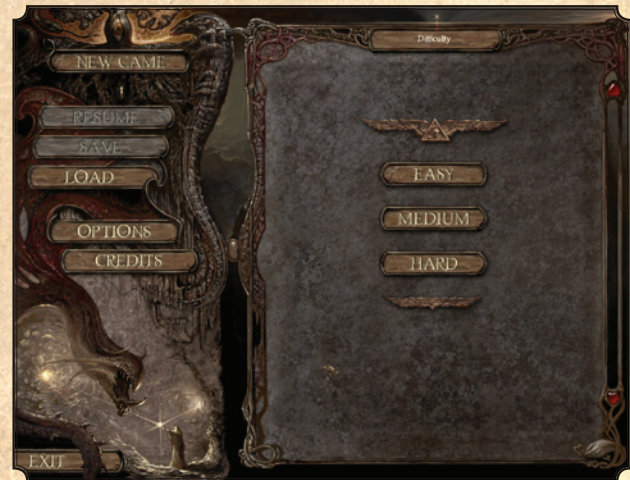 NEW GAME
RESUME
SAVE
LOAD
OPTIONS
CREDITS
EXIT
Difficulty
EASY
MEDIUM
HARD